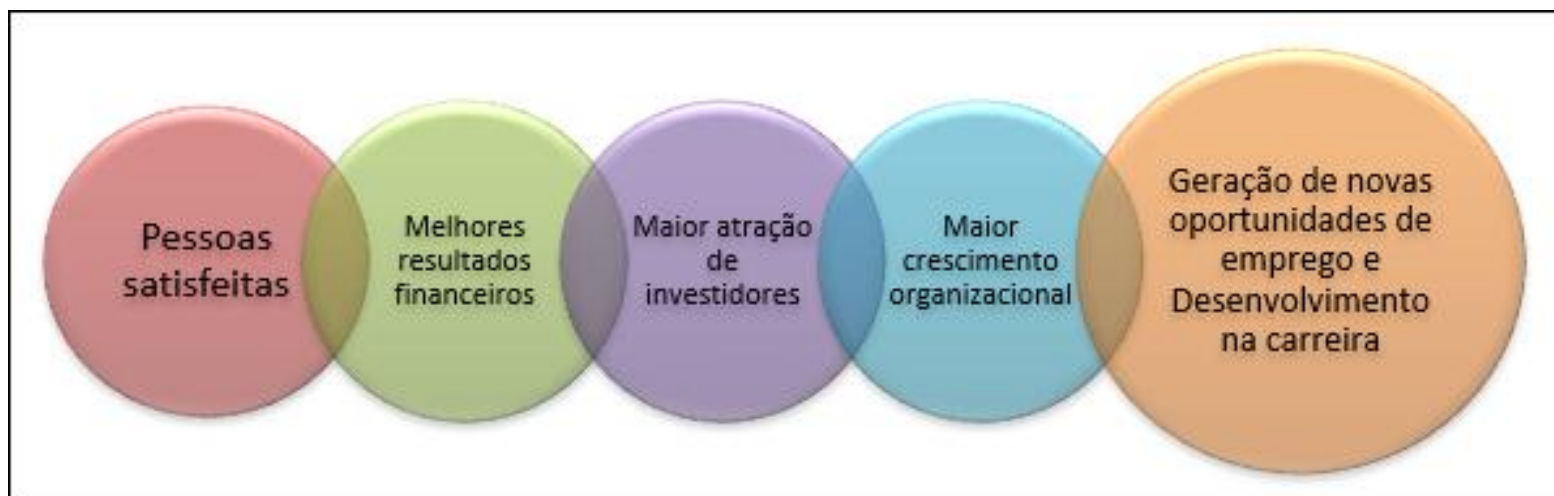 Pessoas
satisfeitas
Melhores
resultados
financeiros
Maior atração
de
investidores
Maior
crescimento
organizacional
Geração de novas
oportunidades de
emprego e
Desenvolvimento
na carreira